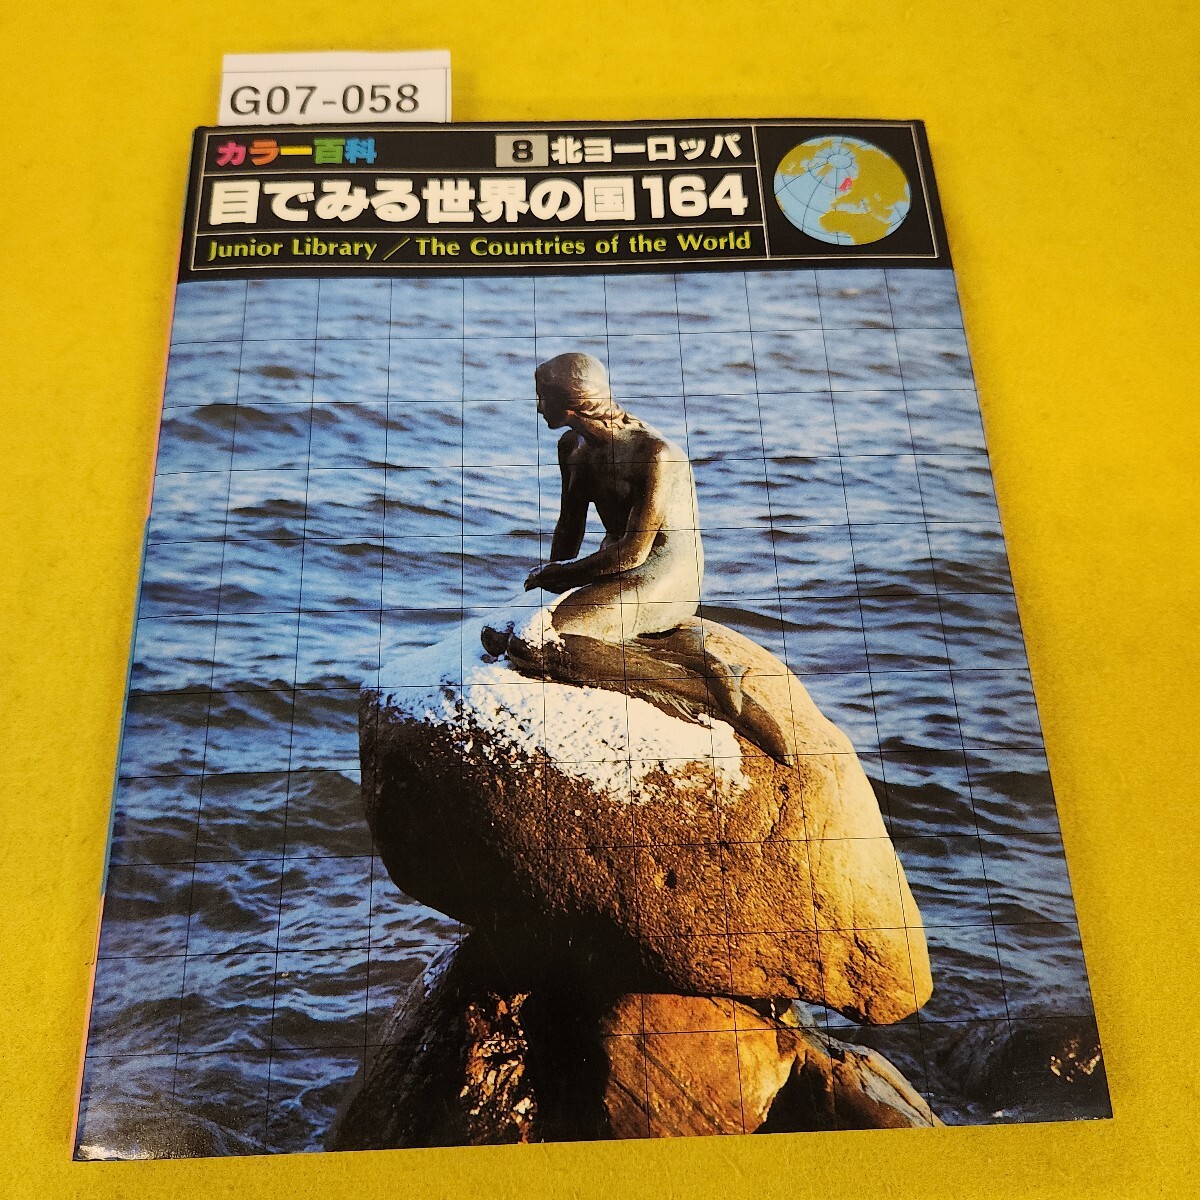 G07-058
カラー百科
8 北ヨーロッパ
目でみる世界の国164
Junior Library／The Countries of the World